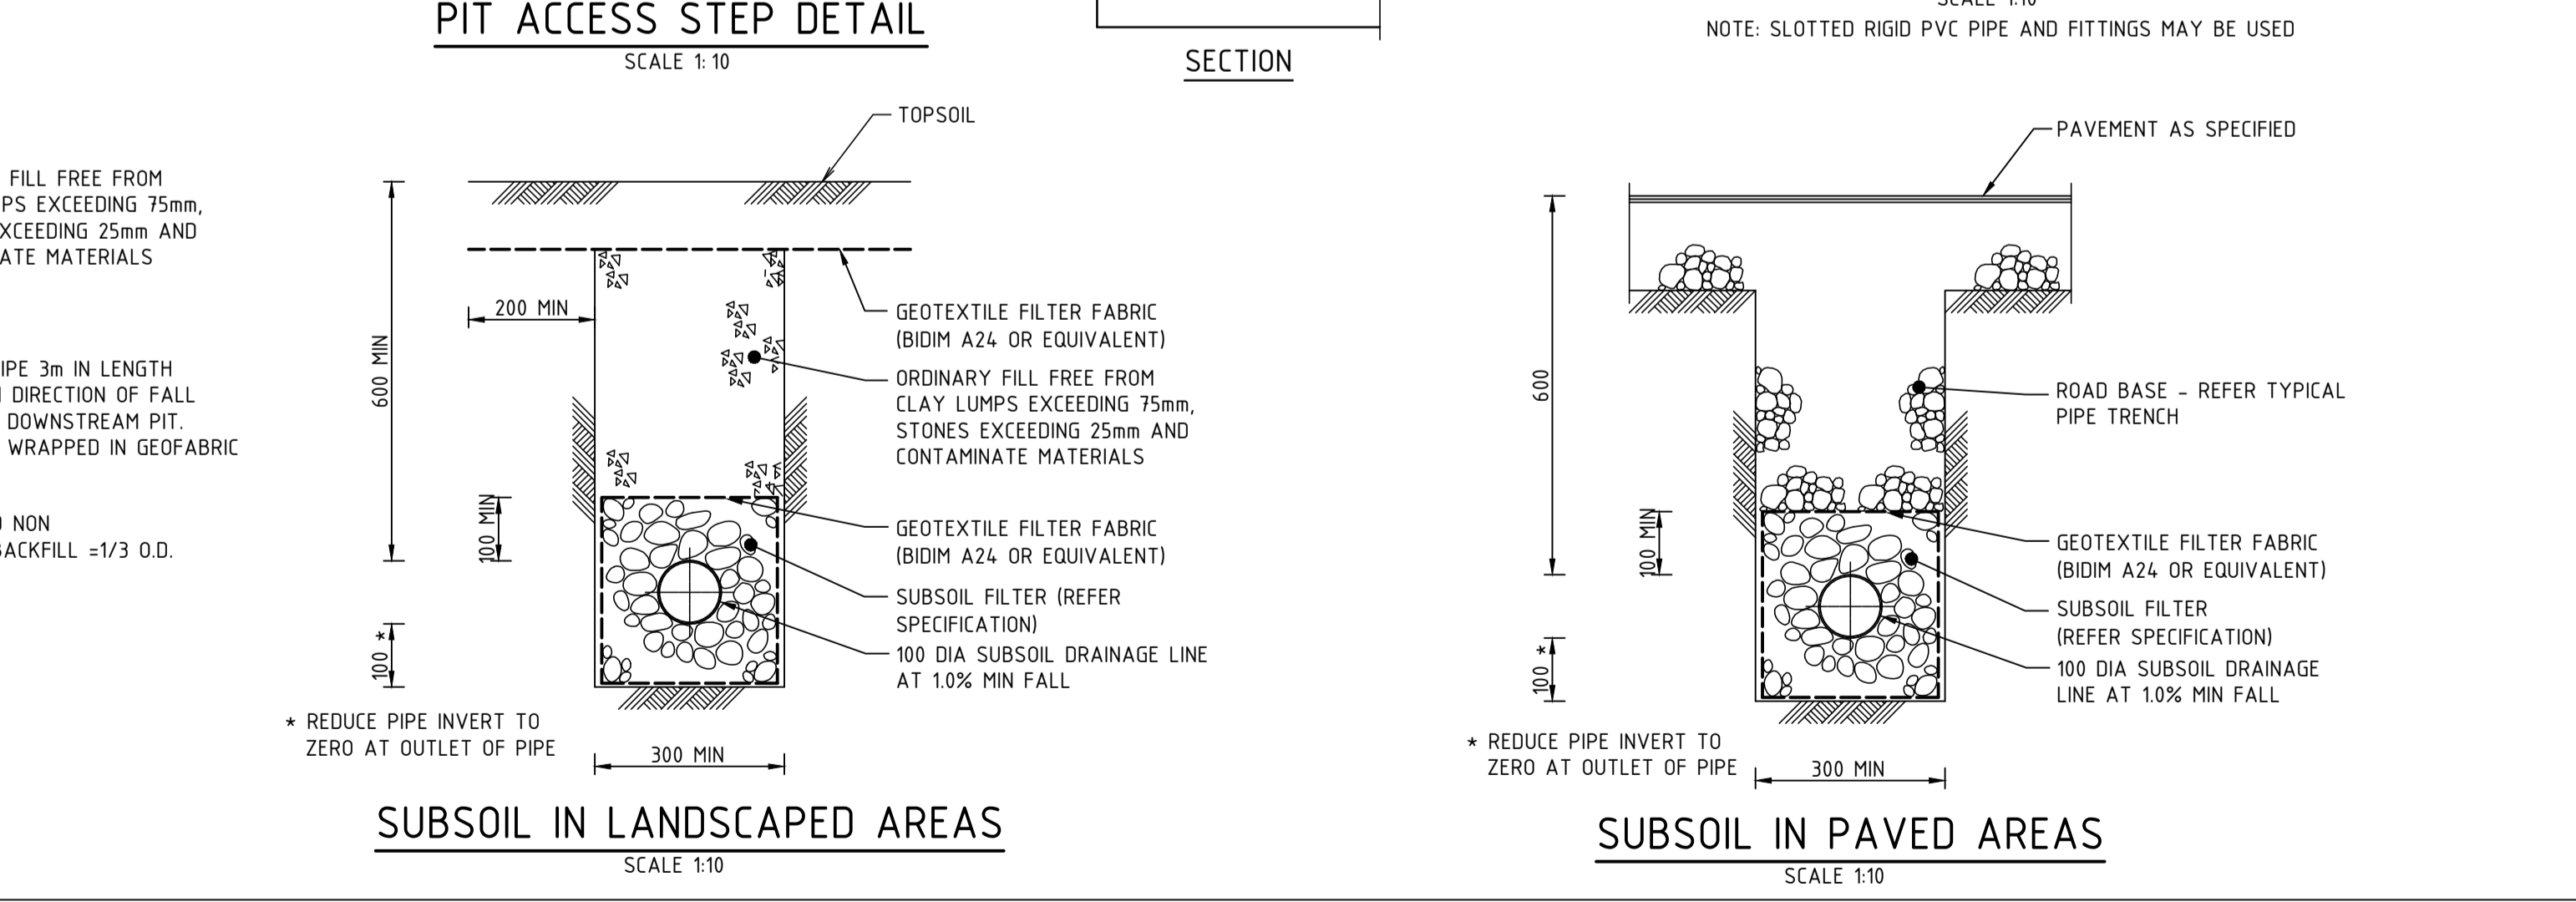 PIT ACCESS STEP DETAIL
SCALE 1:10
SECTION
SCALE 1:10
NOTE: SLOTTED RIGID PVC PIPE AND FITTINGS MAY BE USED
FILL FREE FROM
PS EXCEEDING 75mm,
XCEEDING 25mm AND
ATE MATERIALS
IPE 3m IN LENGTH
DIRECTION OF FALL
DOWNSTREAM PIT.
WRAPPED IN GEOFABRIC
NON
BACKFILL =1/3 O.D.
TOPSOIL
600 MIN
200 MIN
100 MIN
100 *
GEOTEXTILE FILTER FABRIC
(BIDIM A24 OR EQUIVALENT)
ORDINARY FILL FREE FROM
CLAY LUMPS EXCEEDING 75mm,
STONES EXCEEDING 25mm AND
CONTAMINATE MATERIALS
GEOTEXTILE FILTER FABRIC
(BIDIM A24 OR EQUIVALENT)
SUBSOIL FILTER (REFER
SPECIFICATION)
100 DIA SUBSOIL DRAINAGE LINE
AT 1.0% MIN FALL
* REDUCE PIPE INVERT TO
ZERO AT OUTLET OF PIPE
300 MIN
SUBSOIL IN LANDSCAPED AREAS
SCALE 1:10
PAVEMENT AS SPECIFIED
600
100 MIN
100 *
ROAD BASE - REFER TYPICAL
PIPE TRENCH
GEOTEXTILE FILTER FABRIC
(BIDIM A24 OR EQUIVALENT)
SUBSOIL FILTER
(REFER SPECIFICATION)
100 DIA SUBSOIL DRAINAGE
LINE AT 1.0% MIN FALL
* REDUCE PIPE INVERT TO
ZERO AT OUTLET OF PIPE
300 MIN
SUBSOIL IN PAVED AREAS
SCALE 1:10